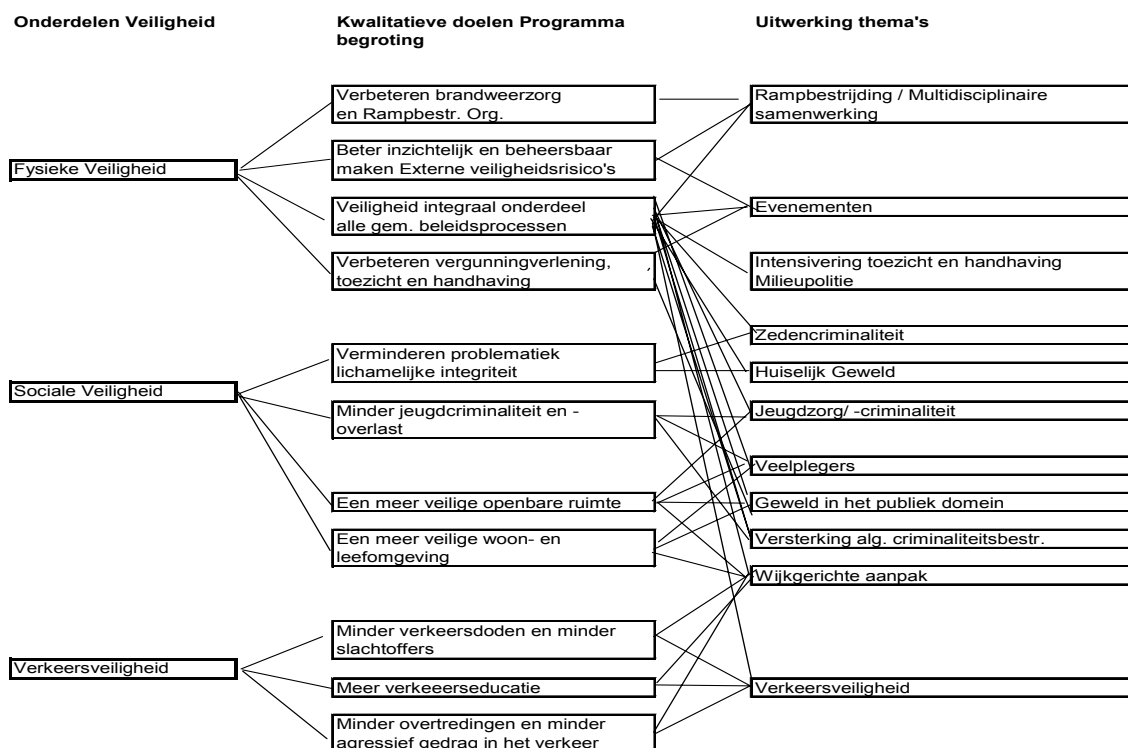 Onderdelen Veiligheid
Kwalitatieve doelen Programma
begroting
Uitwerking thema's
Fysieke Veiligheid
Sociale Veiligheid
Verkeersveiligheid
Verbeteren brandweerzorg
en Rampbestr. Org.
Beter inzichtelijk en beheersbaar
maken Externe veiligheidsrisico's
Veiligheid integraal onderdeel
alle gem. beleidsprocessen
Verbeteren vergunningverlening,
toezicht en handhaving
Verminderen problematiek
lichamelijke integriteit
Minder jeugdcriminaliteit en -
overlast
Een meer veilige openbare ruimte
Een meer veilige woon- en
leefomgeving
Minder verkeersdoden en minder
slachtoffers
Meer verkeeerseducatie
Minder overtredingen en minder
agressief gedrag in het verkeer
Rampbestrijding / Multidisciplinaire
samenwerking
Evenementen
Intensivering toezicht en handhaving
Milieupolitie
Zedencriminaliteit
Huiselijk Geweld
Jeugdzorg/ -criminaliteit
Veelplegers
Geweld in het publiek domein
Versterking alg. criminaliteitsbestr.
Wijkgerichte aanpak
Verkeersveiligheid